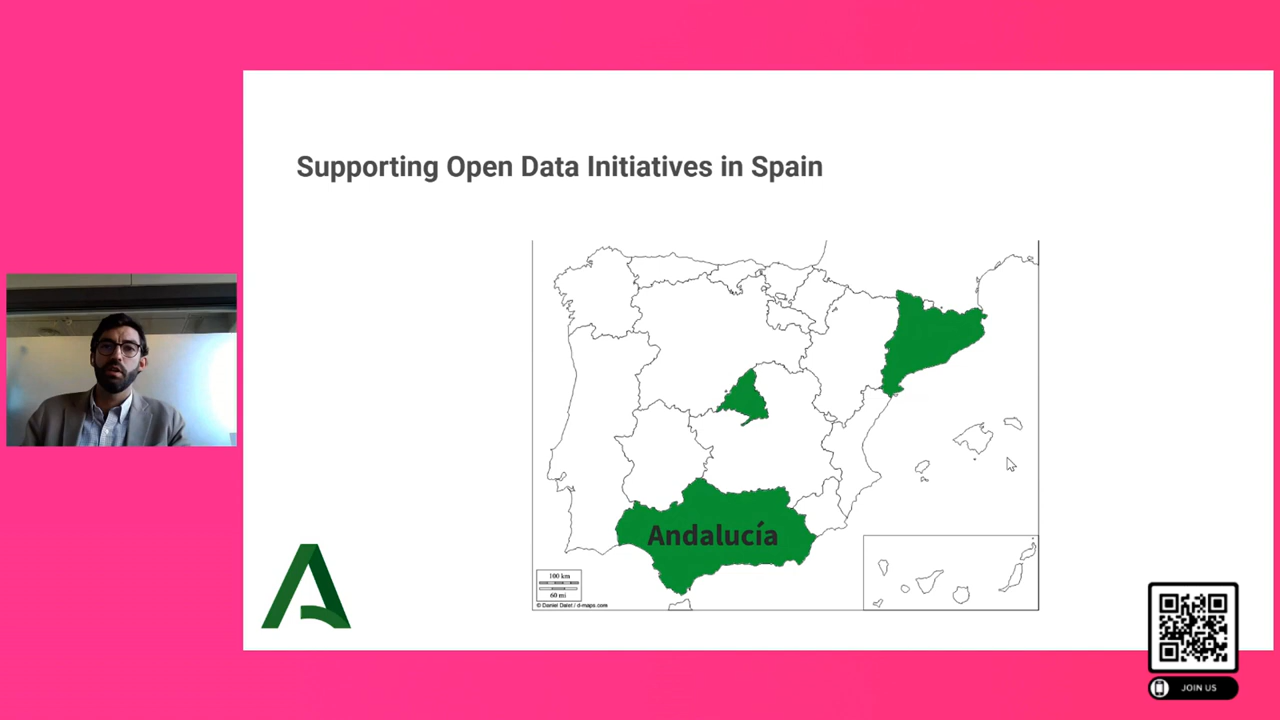 Supporting Open Data Initiatives in Spain
Andalucía
100 km
60 mi
© Daniel Dalet / d-maps.com
JOIN US